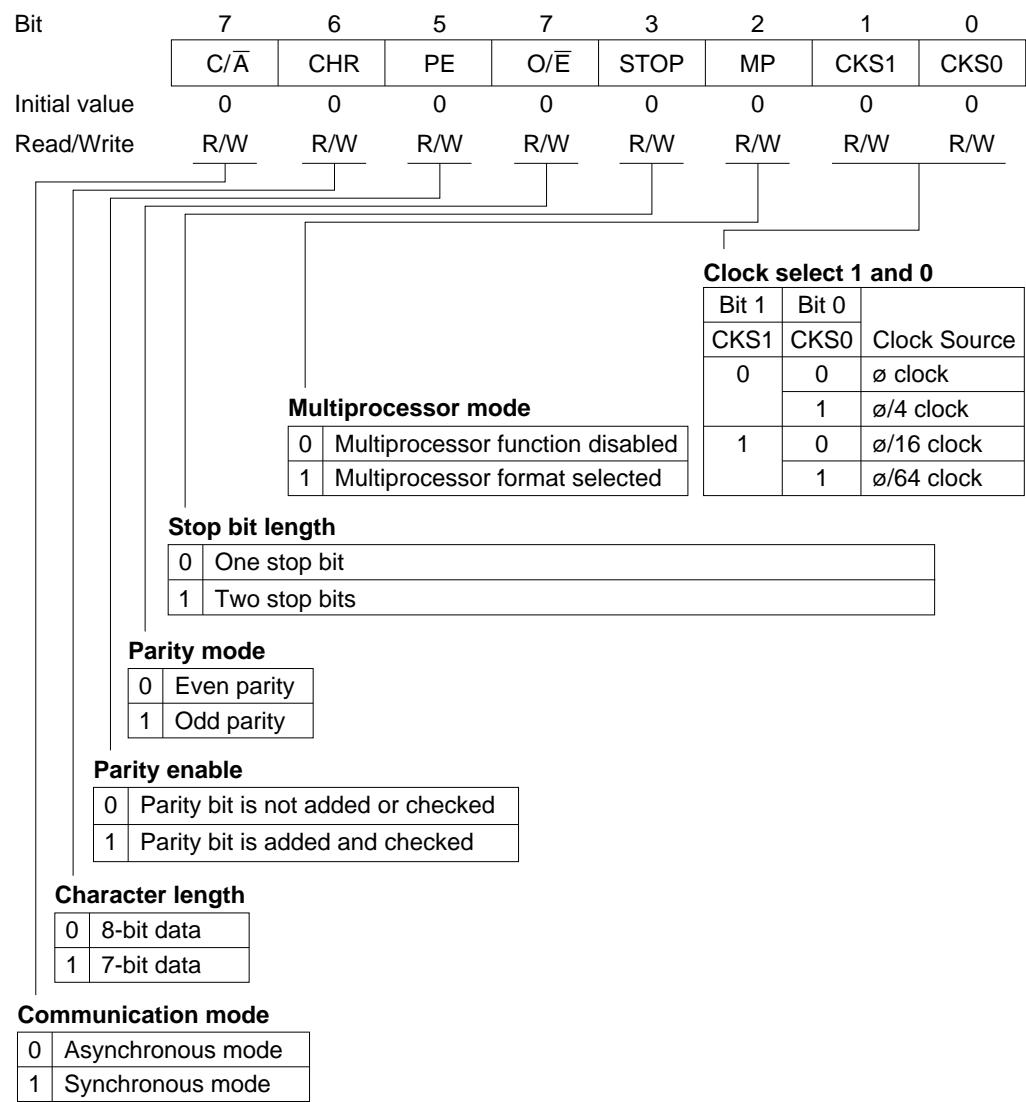 Bit 7 6 5 7 3 2 1 0
C/A̅ CHR PE O/E̅ STOP MP CKS1 CKS0
Initial value 0 0 0 0 0 0 0 0
Read/Write R/W R/W R/W R/W R/W R/W R/W R/W
Clock select 1 and 0
Bit 1 Bit 0
CKS1 CKS0 Clock Source
0 0 ø clock
1 ø/4 clock
1 0 ø/16 clock
1 ø/64 clock
Multiprocessor mode
0 Multiprocessor function disabled
1 Multiprocessor format selected
Stop bit length
0 One stop bit
1 Two stop bits
Parity mode
0 Even parity
1 Odd parity
Parity enable
0 Parity bit is not added or checked
1 Parity bit is added and checked
Character length
0 8-bit data
1 7-bit data
Communication mode
0 Asynchronous mode
1 Synchronous mode